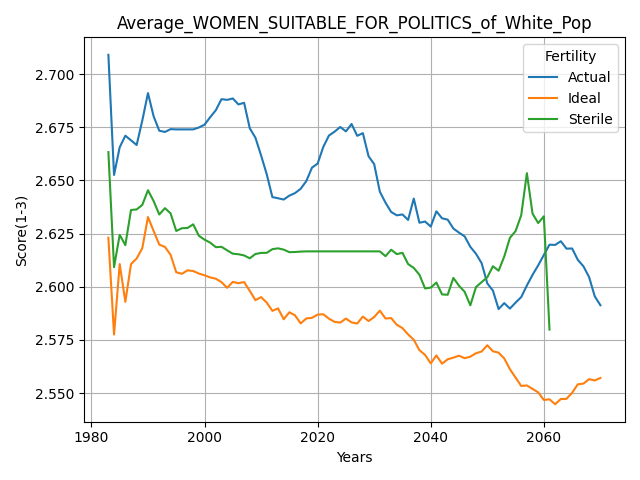 Average_WOMEN_SUITABLE_FOR_POLITICS_of_White_Pop
Fertility
Actual
Ideal
Sterile
Score(1-3)
2.700
2.675
2.650
2.625
2.600
2.575
2.550
1980
2000
2020
2040
2060
Years